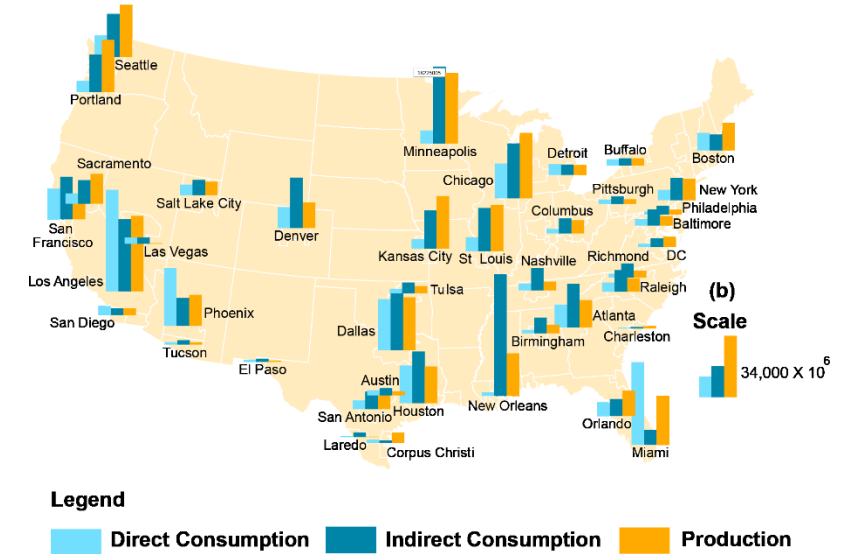 Seattle
Portland
Minneapolis
Sacramento
Salt Lake City
San
Francisco
Las Vegas
Los Angeles
San Diego
Denver
Phoenix
Tucson
El Paso
Kansas City
St Louis
Chicago
Detroit
Buffalo
Boston
Pittsburgh
New York
Philadelphia
Baltimore
Columbus
DC
Richmond
Raleigh
Nashville
Tulsa
Dallas
Atlanta
Birmingham
Charleston
Austin
San Antonio
Houston
New Orleans
Laredo
Corpus Christi
Orlando
Miami
(b)
Scale
34,000 X 10⁶
Legend
Direct Consumption
Indirect Consumption
Production